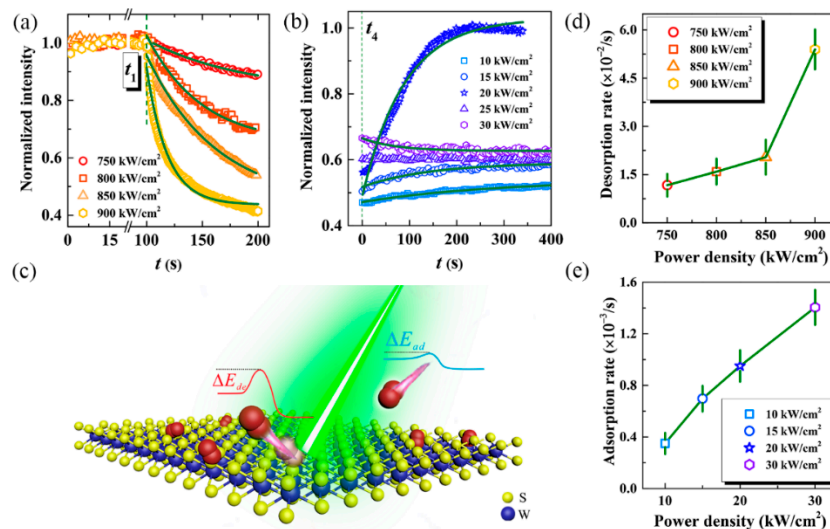 (a)
Normalized intensity
1.0
0.8
0.6
0.4
t₁
750 kW/cm²
800 kW/cm²
850 kW/cm²
900 kW/cm²
0 15 100 150 200
t (s)
(b)
Normalized intensity
1.0
0.8
0.6
0.4
t₄
10 kW/cm²
15 kW/cm²
20 kW/cm²
25 kW/cm²
30 kW/cm²
0 100 200 300 400
t (s)
(c)
ΔE_de
ΔE_ad
S
W
(d)
Desorption rate (×10⁻²/s)
6.0
4.5
3.0
1.5
0.0
750 kW/cm²
800 kW/cm²
850 kW/cm²
900 kW/cm²
750 800 850 900
Power density (kW/cm²)
(e)
Adsorption rate (×10⁻³/s)
1.6
1.2
0.8
0.4
0.0
10 kW/cm²
15 kW/cm²
20 kW/cm²
30 kW/cm²
10 20 30
Power density (kW/cm²)